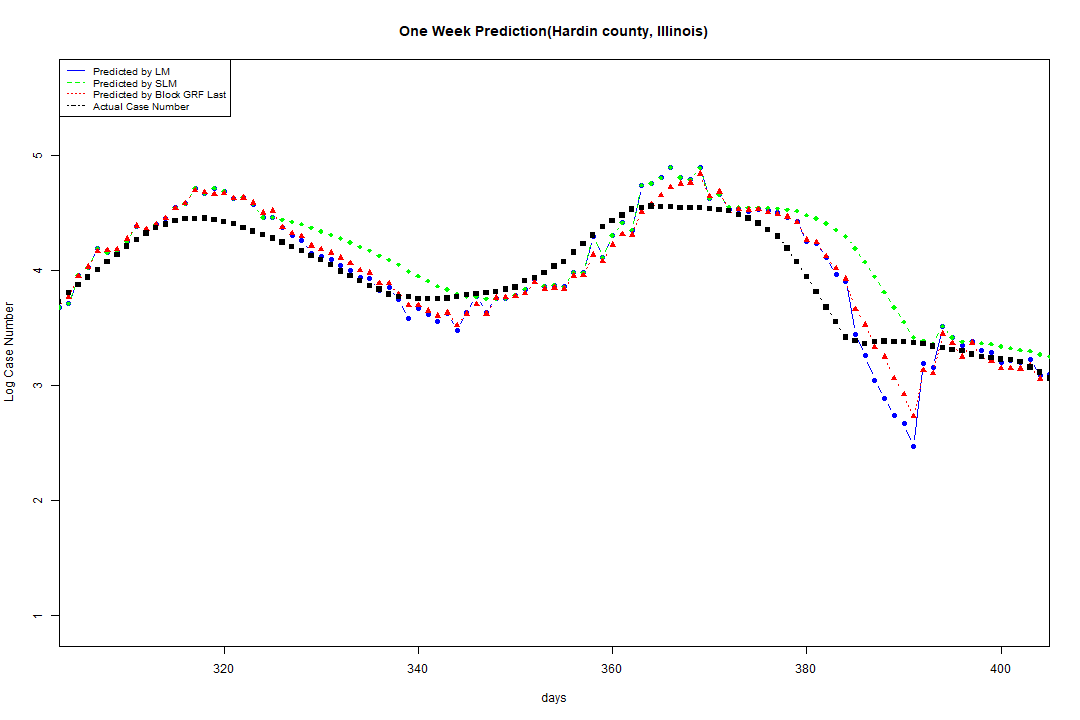 One Week Prediction(Hardin county, Illinois)
Predicted by LM
Predicted by SLM
Predicted by Block GRF Last
Actual Case Number
5
4
3
2
1
Log Case Number
320 340 360 380 400
days